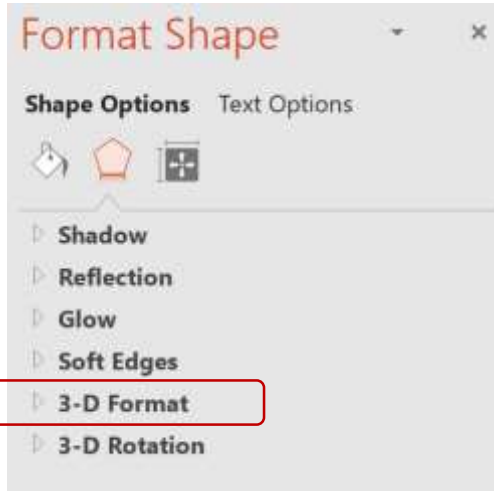 Format Shape
Shape Options Text Options
Shadow
Reflection
Glow
Soft Edges
3-D Format
3-D Rotation